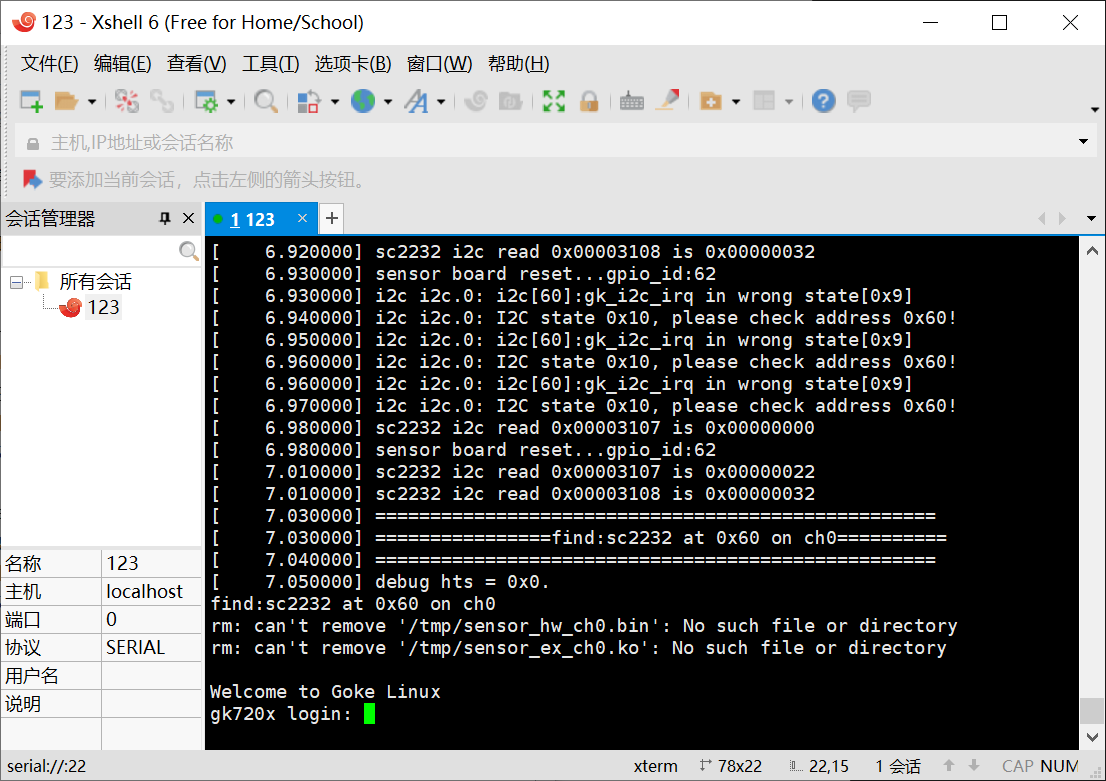 123 - Xshell 6 (Free for Home/School)
文件(F) 编辑(E) 查看(V) 工具(T) 选项卡(B) 窗口(W) 帮助(H)
主机,IP地址或会话名称
要添加当前会话，点击左侧的箭头按钮。
会话管理器
1 123
所有会话
123
[    6.920000] sc2232 i2c read 0x00003108 is 0x00000032
[    6.930000] sensor board reset...gpio_id:62
[    6.930000] i2c i2c.0: i2c[60]:gk_i2c_irq in wrong state[0x9]
[    6.940000] i2c i2c.0: I2C state 0x10, please check address 0x60!
[    6.950000] i2c i2c.0: i2c[60]:gk_i2c_irq in wrong state[0x9]
[    6.960000] i2c i2c.0: I2C state 0x10, please check address 0x60!
[    6.960000] i2c i2c.0: i2c[60]:gk_i2c_irq in wrong state[0x9]
[    6.970000] i2c i2c.0: I2C state 0x10, please check address 0x60!
[    6.980000] sc2232 i2c read 0x00003107 is 0x00000000
[    6.980000] sensor board reset...gpio_id:62
[    7.010000] sc2232 i2c read 0x00003107 is 0x00000022
[    7.010000] sc2232 i2c read 0x00003108 is 0x00000032
[    7.030000] ===================================================
[    7.030000] ================find:sc2232 at 0x60 on ch0==========
[    7.040000] ===================================================
[    7.050000] debug hts = 0x0.
find:sc2232 at 0x60 on ch0
rm: can't remove '/tmp/sensor_hw_ch0.bin': No such file or directory
rm: can't remove '/tmp/sensor_ex_ch0.ko': No such file or directory
Welcome to Goke Linux
gk720x login:
名称 123
主机 localhost
端口 0
协议 SERIAL
用户名
说明
serial://:22 xterm 78x22 22,15 1 会话 CAP NUM